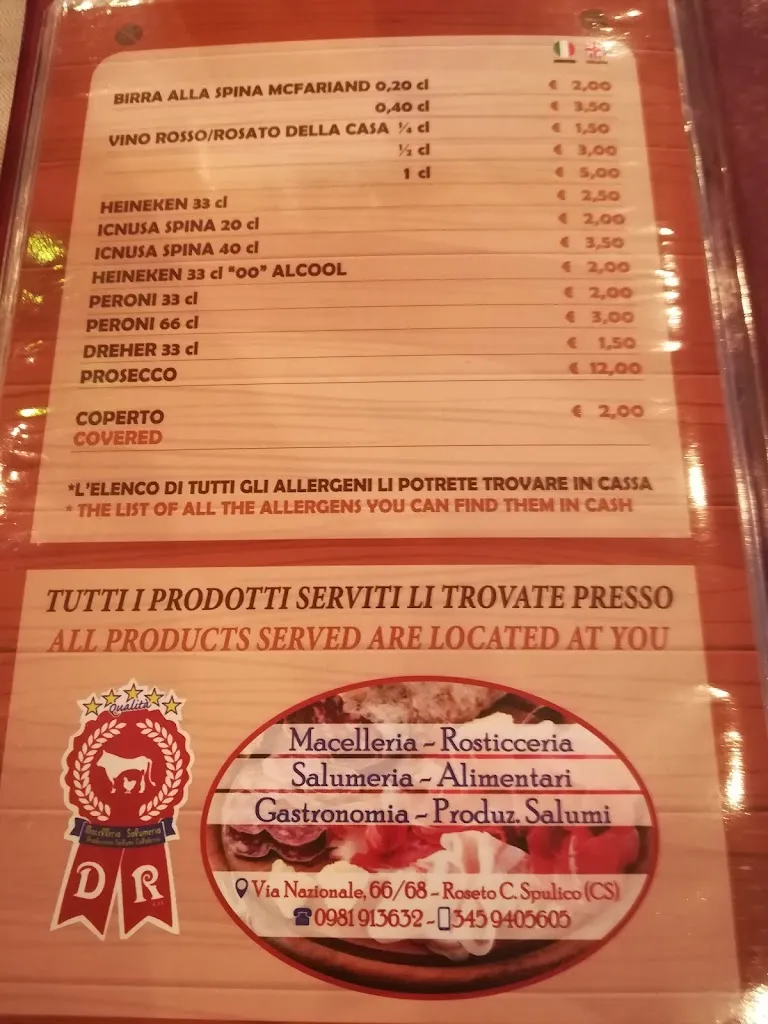 BIRRA ALLA SPINA MCFARIAND 0,20 cl € 2,00
0,40 cl € 3,50
VINO ROSSO/ROSATO DELLA CASA ¼ cl € 1,50
½ cl € 3,00
1 cl € 5,00
HEINEKEN 33 cl € 2,50
ICNUSA SPINA 20 cl € 2,00
ICNUSA SPINA 40 cl € 3,50
HEINEKEN 33 cl "00" ALCOOL € 2,00
PERONI 33 cl € 2,00
PERONI 66 cl € 3,00
DREHER 33 cl € 1,50
PROSECCO € 12,00
COPERTO € 2,00
COVERED
*L'ELENCO DI TUTTI GLI ALLERGENI LI POTRETE TROVARE IN CASSA
* THE LIST OF ALL THE ALLERGENS YOU CAN FIND THEM IN CASH
TUTTI I PRODOTTI SERVITI LI TROVATE PRESSO
ALL PRODUCTS SERVED ARE LOCATED AT YOU
Qualità
Macelleria Salumeria
D R
Macelleria ~ Rosticceria
Salumeria ~ Alimentari
Gastronomia ~ Produz. Salumi
Via Nazionale, 66/68 - Roseto C. Spulico (CS)
0981 913632 - 345 9405605